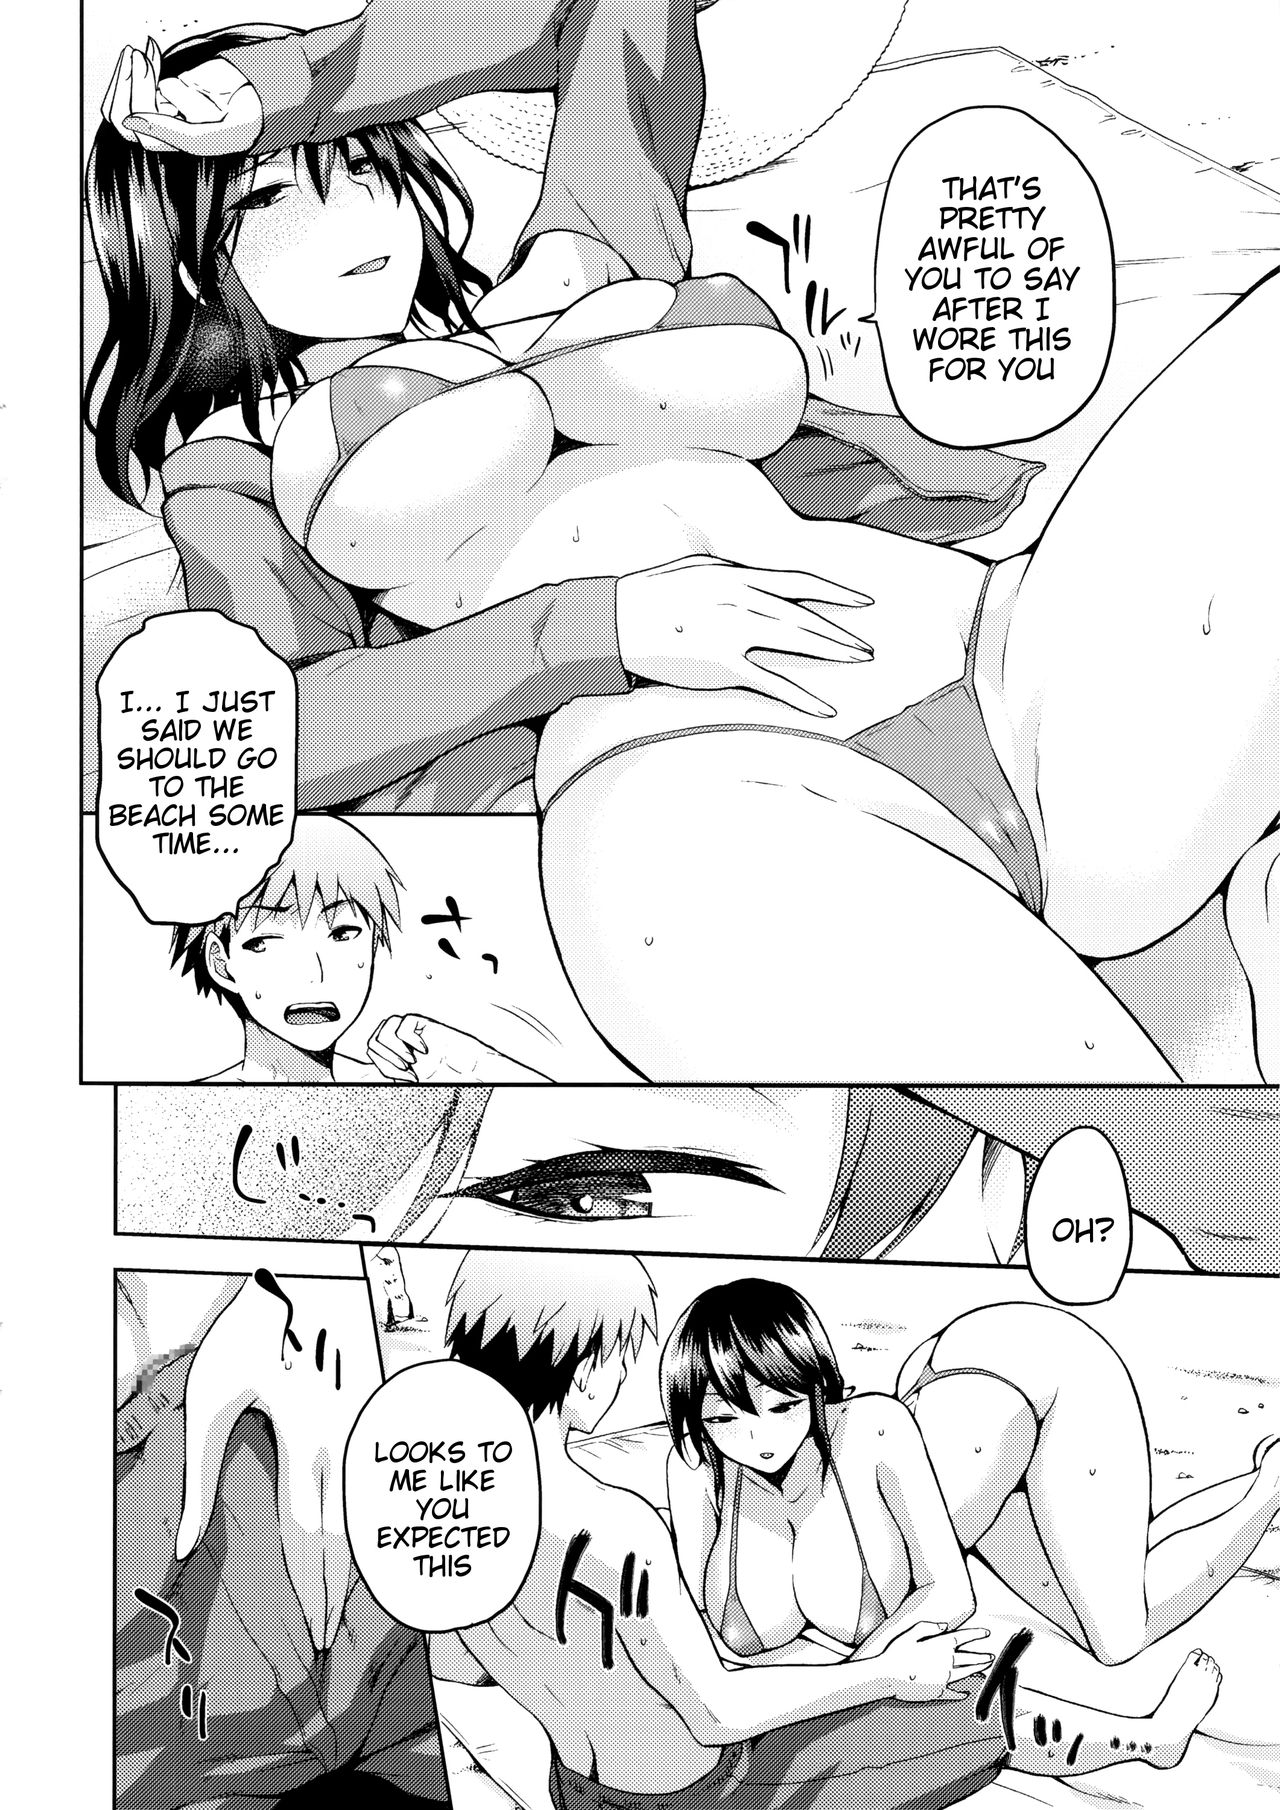 THAT'S
PRETTY
AWFUL OF
YOU TO SAY
AFTER I
WORE THIS
FOR YOU
I... I JUST
SAID WE
SHOULD GO
TO THE
BEACH SOME
TIME...
OH?
LOOKS TO
ME LIKE
YOU
EXPECTED
THIS